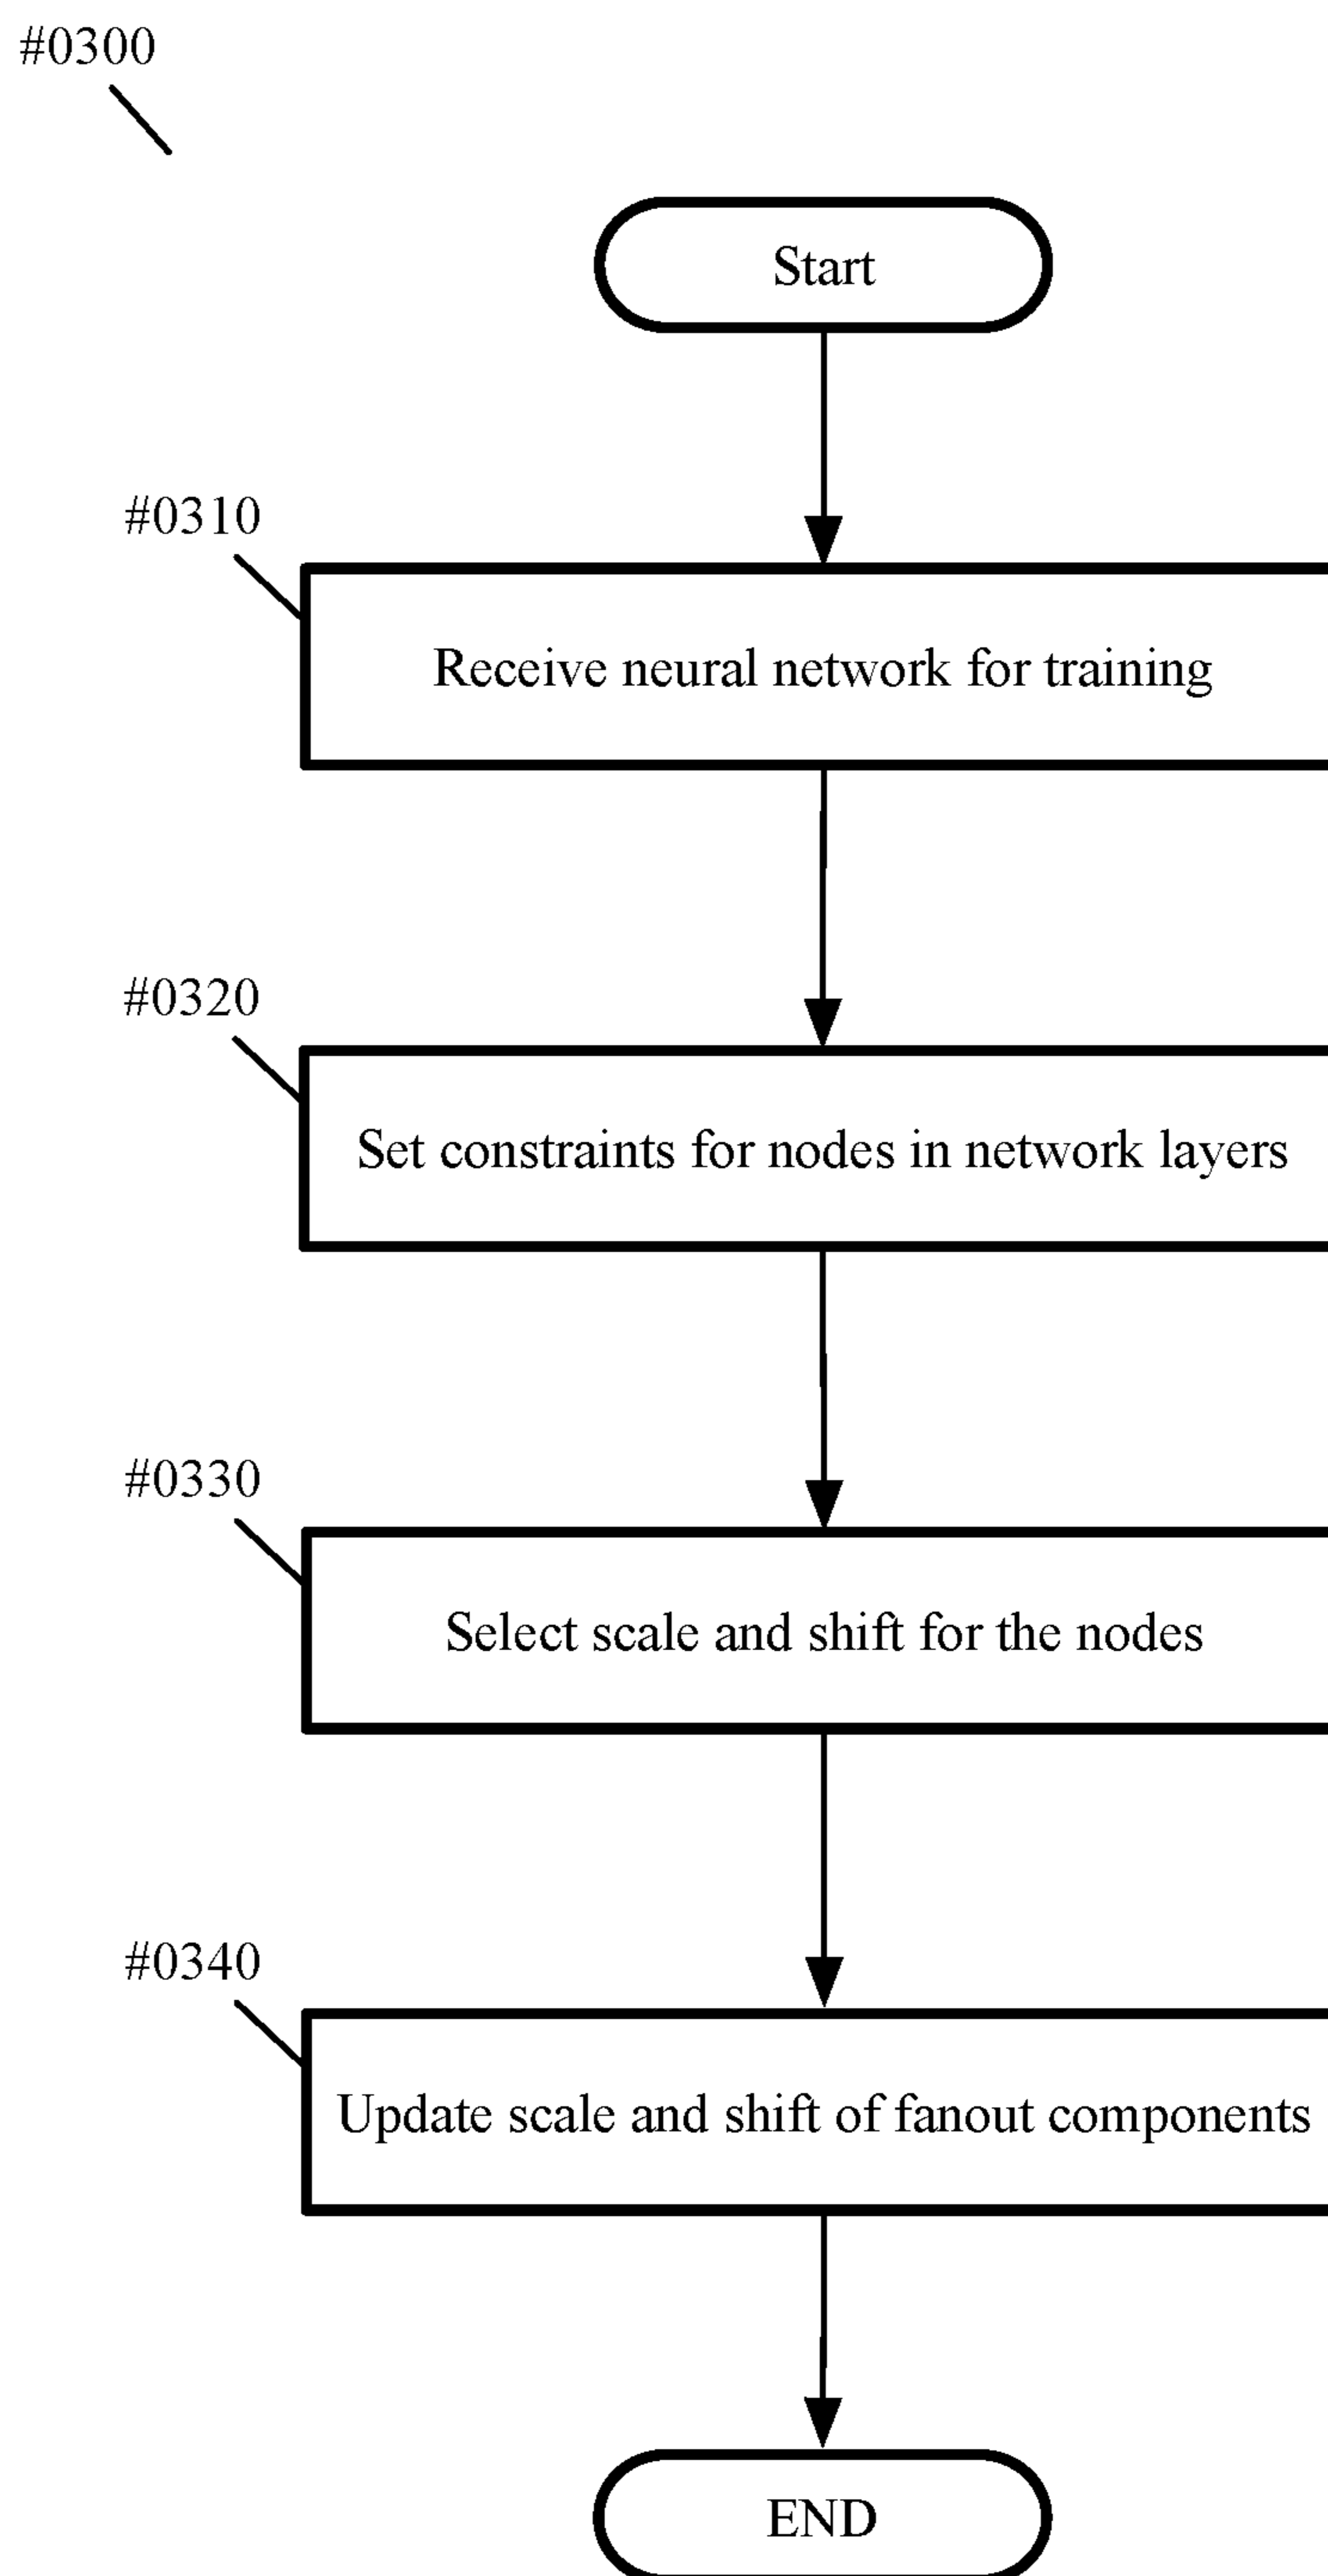 #0300
Start
#0310
Receive neural network for training
#0320
Set constraints for nodes in network layers
#0330
Select scale and shift for the nodes
#0340
Update scale and shift of fanout components
END